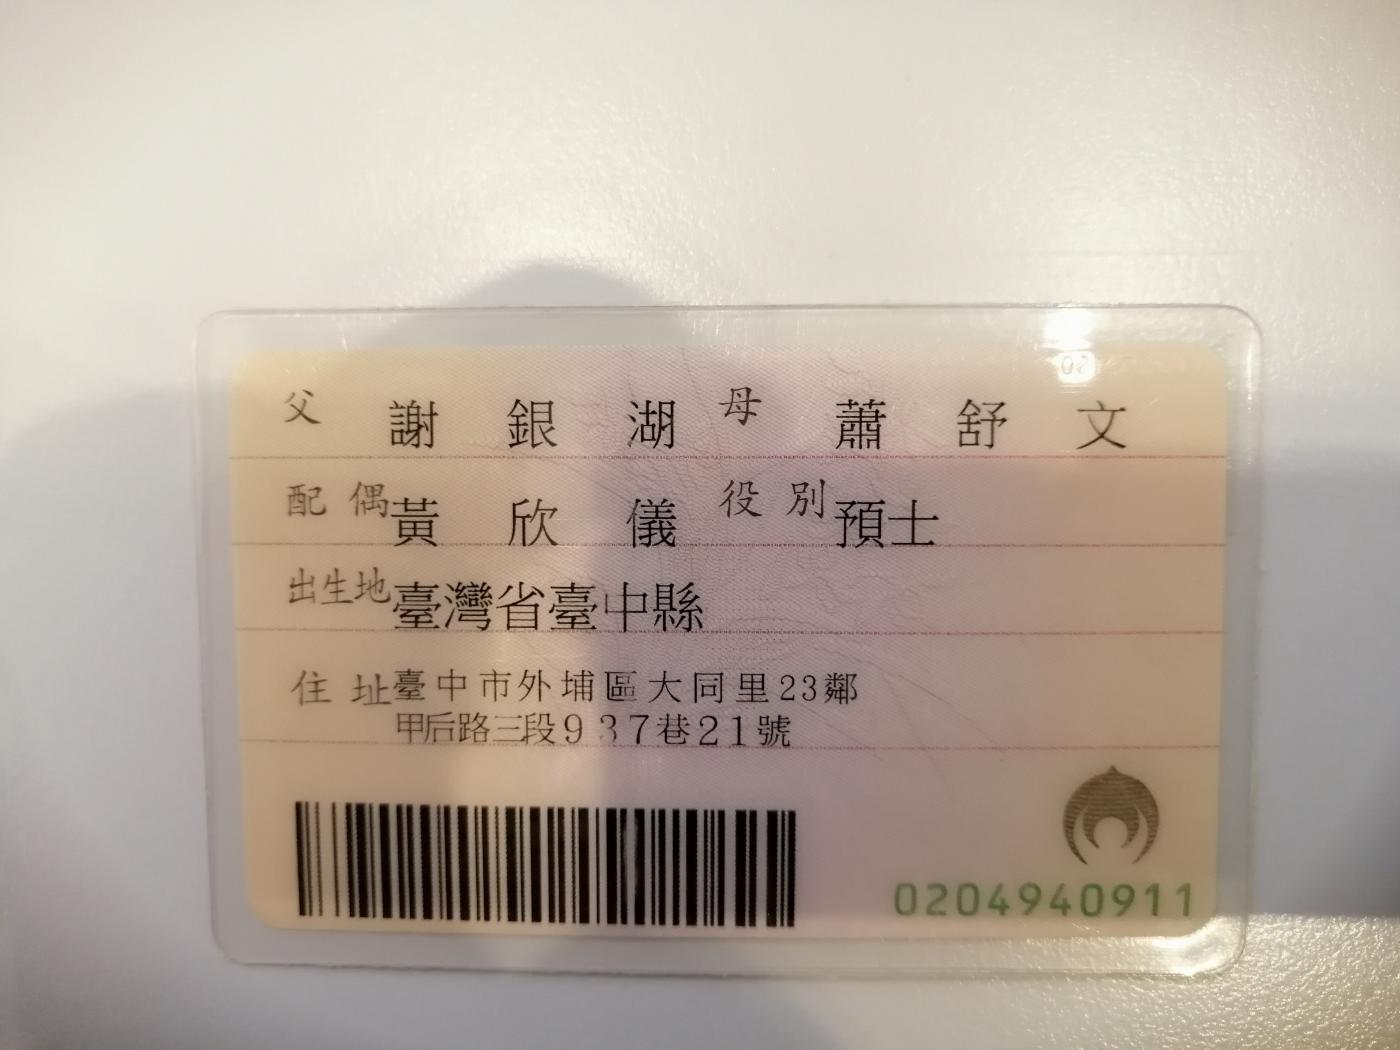 父 謝銀湖 母 蕭舒文
配偶 黃欣儀 役別 預士
出生地 臺灣省臺中縣
住址 臺中市外埔區大同里23鄰
甲后路三段937巷21號
0204940911